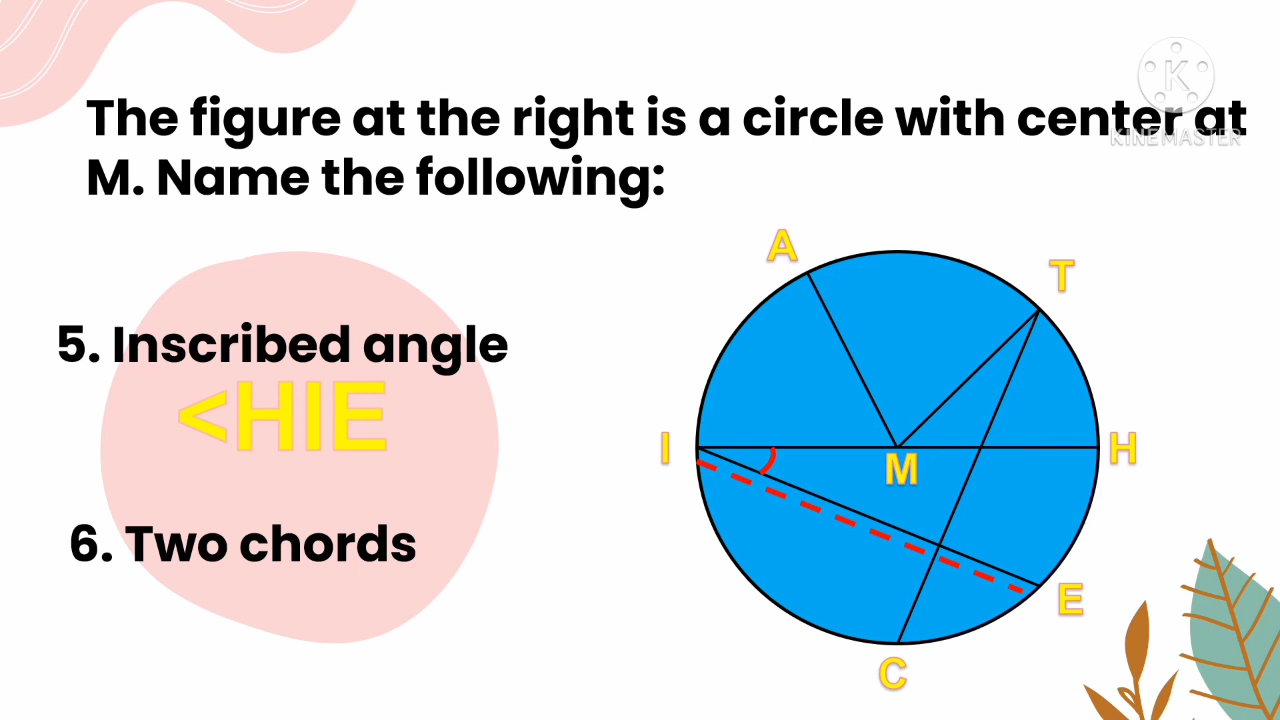 K
KINEMASTER
The figure at the right is a circle with center at
M. Name the following:
A
T
5. Inscribed angle
<HIE
I
M
H
6. Two chords
E
C